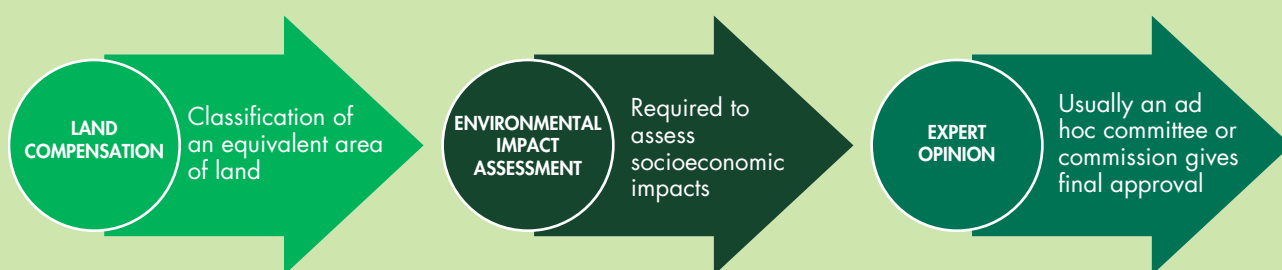 LAND
COMPENSATION
Classification of
an equivalent area
of land
ENVIRONMENTAL
IMPACT
ASSESSMENT
Required to
assess
socioeconomic
impacts
EXPERT
OPINION
Usually an ad
hoc committee or
commission gives
final approval